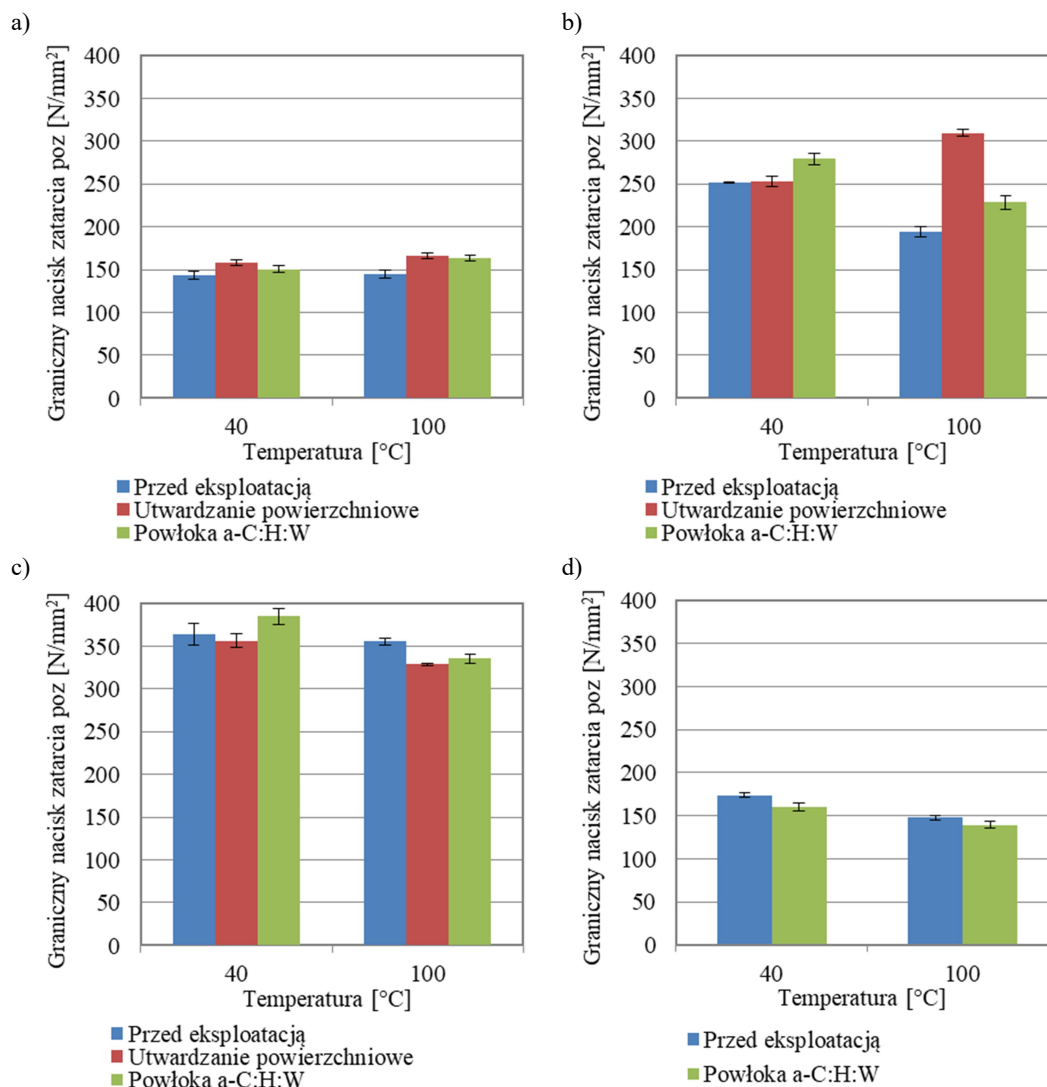 a)
Graniczny nacisk zatarcia poz [N/mm²]
400
350
300
250
200
150
100
50
0
40 100
Temperatura [°C]
Przed eksploatacją
Utwardzanie powierzchniowe
Powłoka a-C:H:W
b)
Graniczny nacisk zatarcia poz [N/mm²]
400
350
300
250
200
150
100
50
0
40 100
Temperatura [°C]
Przed eksploatacją
Utwardzanie powierzchniowe
Powłoka a-C:H:W
c)
Graniczny nacisk zatarcia poz [N/mm²]
400
350
300
250
200
150
100
50
0
40 100
Temperatura [°C]
Przed eksploatacją
Utwardzanie powierzchniowe
Powłoka a-C:H:W
d)
Graniczny nacisk zatarcia poz [N/mm²]
400
350
300
250
200
150
100
50
0
40 100
Temperatura [°C]
Przed eksploatacją
Powłoka a-C:H:W